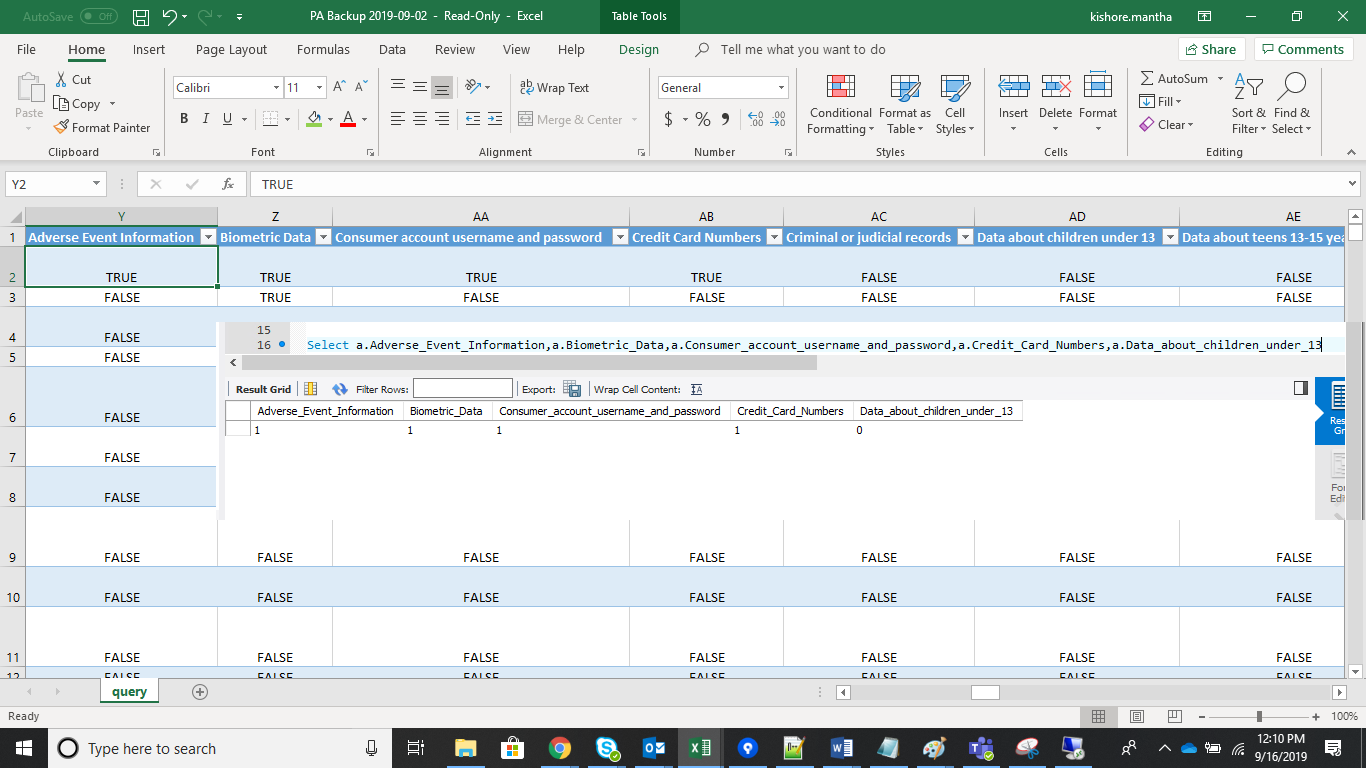 AutoSave Off PA Backup 2019-09-02 - Read-Only - Excel Table Tools kishore.mantha
File Home Insert Page Layout Formulas Data Review View Help Design Tell me what you want to do Share Comments
Paste Cut Copy Format Painter Clipboard
Calibri 11 B I U A Font
Wrap Text Merge & Center Alignment
General $ % Number
Conditional Formatting Format as Table Cell Styles Styles
Insert Delete Format Cells
AutoSum Fill Clear Sort & Filter Find & Select Editing
Y2 fx TRUE
Y Z AA AB AC AD AE
1 Adverse Event Information Biometric Data Consumer account username and password Credit Card Numbers Criminal or judicial records Data about children under 13 Data about teens 13-15 yea
2 TRUE TRUE TRUE TRUE FALSE FALSE FALSE
3 FALSE TRUE FALSE FALSE FALSE FALSE FALSE
4 FALSE
5 FALSE
6 FALSE
7 FALSE
8 FALSE
15
16 Select a.Adverse_Event_Information,a.Biometric_Data,a.Consumer_account_username_and_password,a.Credit_Card_Numbers,a.Data_about_children_under_13
Result Grid Filter Rows: Export: Wrap Cell Content: IA
Adverse_Event_Information Biometric_Data Consumer_account_username_and_password Credit_Card_Numbers Data_about_children_under_13
1 1 1 1 0
9 FALSE FALSE FALSE FALSE FALSE FALSE FALSE
10 FALSE FALSE FALSE FALSE FALSE FALSE FALSE
11 FALSE FALSE FALSE FALSE FALSE FALSE FALSE
12 FALSE FALSE FALSE FALSE FALSE FALSE FALSE
query
Ready 100%
Type here to search 12:10 PM
9/16/2019